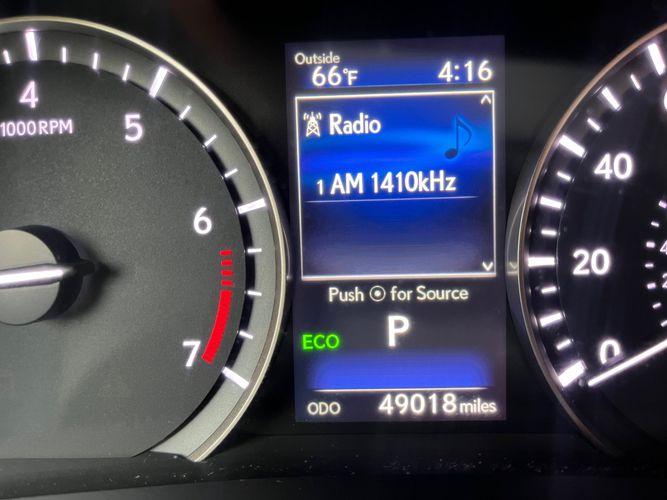 Outside
66°F 4:16
Radio
1 AM 1410kHz
Push ⊙ for Source
ECO P
ODO 49018 miles
4
x1000RPM
5
6
7
40
20
0